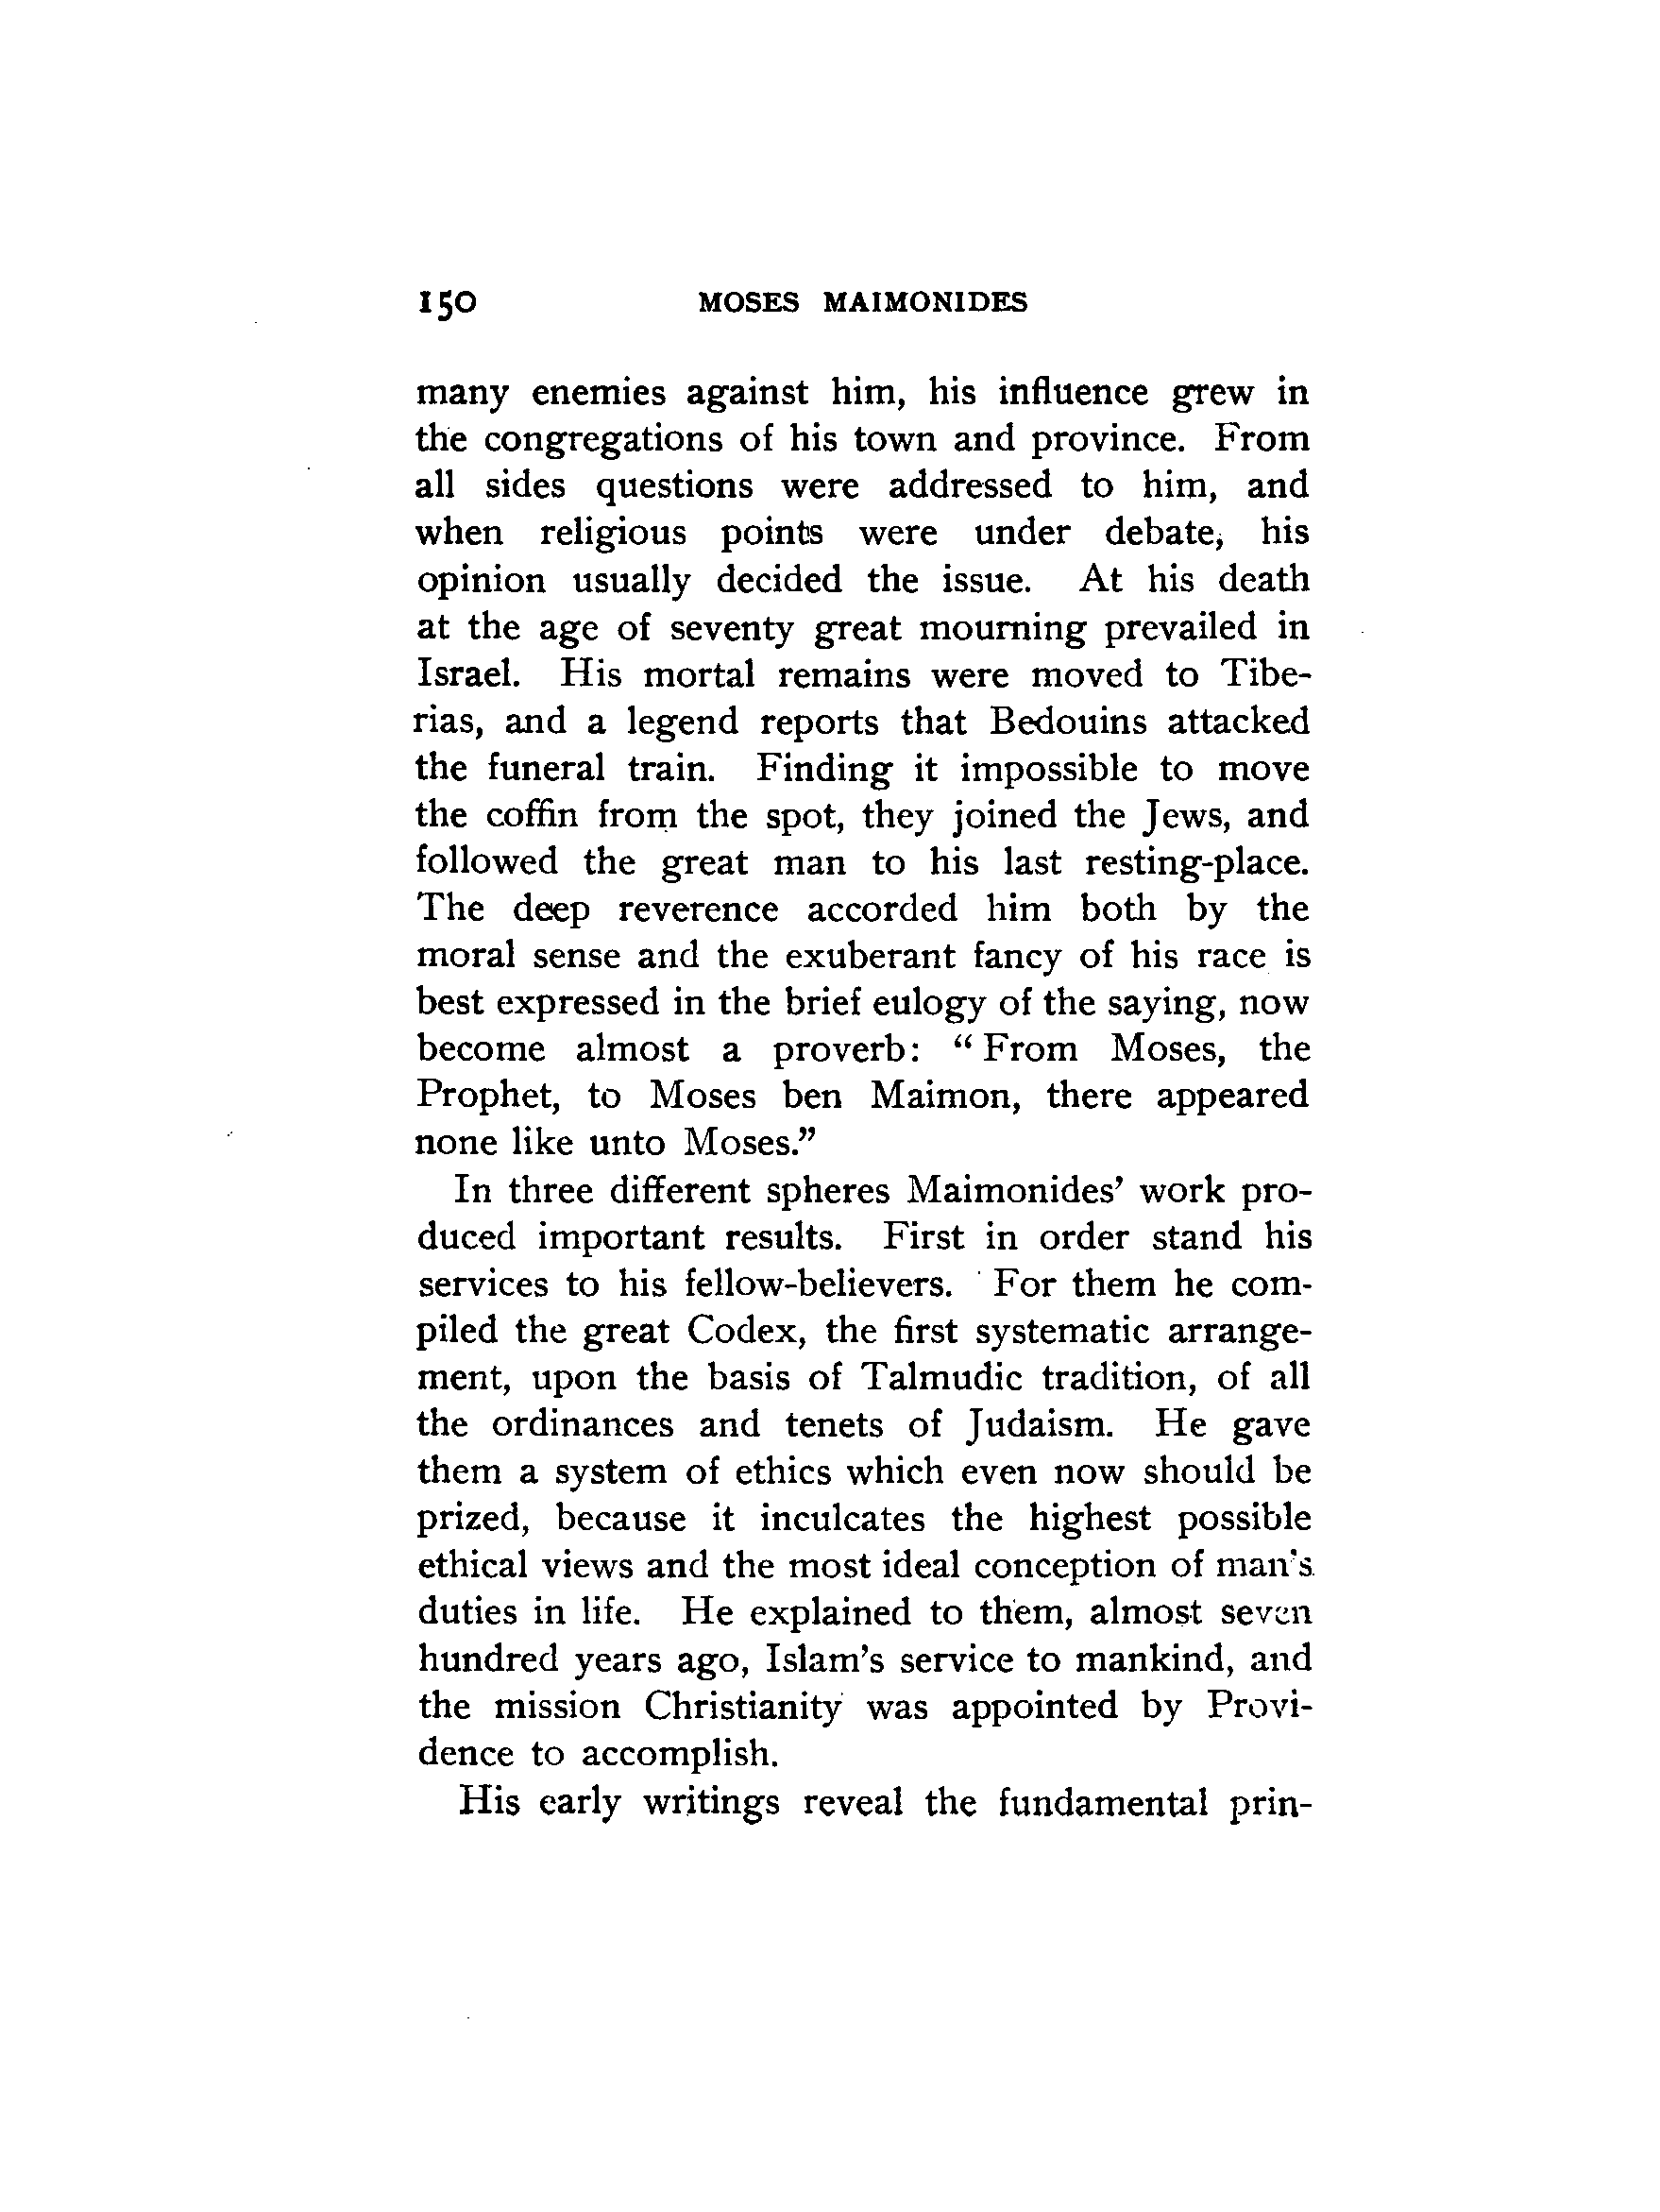 150 MOSES MAIMONIDES
many enemies against him, his influence grew in
the congregations of his town and province. From
all sides questions were addressed to him, and
when religious points were under debate, his
opinion usually decided the issue. At his death
at the age of seventy great mourning prevailed in
Israel. His mortal remains were moved to Tibe-
rias, and a legend reports that Bedouins attacked
the funeral train. Finding it impossible to move
the coffin from the spot, they joined the Jews, and
followed the great man to his last resting-place.
The deep reverence accorded him both by the
moral sense and the exuberant fancy of his race is
best expressed in the brief eulogy of the saying, now
become almost a proverb: “From Moses, the
Prophet, to Moses ben Maimon, there appeared
none like unto Moses.”
In three different spheres Maimonides’ work pro-
duced important results. First in order stand his
services to his fellow-believers. For them he com-
piled the great Codex, the first systematic arrange-
ment, upon the basis of Talmudic tradition, of all
the ordinances and tenets of Judaism. He gave
them a system of ethics which even now should be
prized, because it inculcates the highest possible
ethical views and the most ideal conception of man's
duties in life. He explained to them, almost seven
hundred years ago, Islam’s service to mankind, and
the mission Christianity was appointed by Provi-
dence to accomplish.
His early writings reveal the fundamental prin-